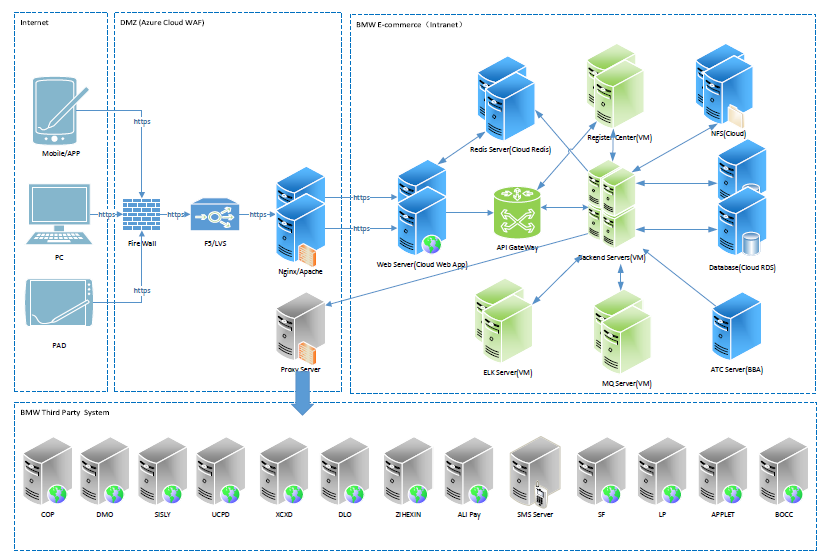 Internet
DMZ (Azure Cloud WAF)
BMW E-commerce（Intranet）
Mobile/APP
https
PC
https
Fire Wall
https
F5/LVS
https
Nginx/Apache
https
https
https
PAD
Proxy Server
Web Server(Cloud Web App)
Redis Server(Cloud Redis)
Register Center(VM)
NFS(Cloud)
API GateWay
Backend Servers(VM)
Database(Cloud RDS)
ELK Server(VM)
MQ Server(VM)
ATC Server(BBA)
BMW Third Party System
COP
DMO
SISLY
UCPD
XCXD
DLO
ZIHEXIN
ALI Pay
SMS Server
SF
LP
APPLET
BOCC